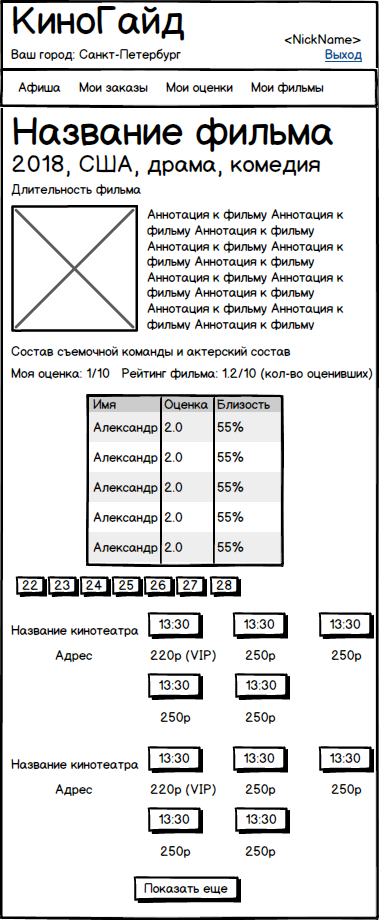 КиноГайд
<NickName>
Ваш город: Санкт-Петербург
Выход
Афиша Мои заказы Мои оценки Мои фильмы
Название фильма
2018, США, драма, комедия
Длительность фильма
Аннотация к фильму Аннотация к
фильму Аннотация к фильму
Аннотация к фильму Аннотация к
фильму Аннотация к фильму
Аннотация к фильму Аннотация к
фильму Аннотация к фильму
Аннотация к фильму Аннотация к
фильму Аннотация к фильму
Состав съемочной команды и актерский состав
Моя оценка: 1/10 Рейтинг фильма: 1.2/10 (кол-во оценивших)
Имя Оценка Близость
Александр 2.0 55%
Александр 2.0 55%
Александр 2.0 55%
Александр 2.0 55%
Александр 2.0 55%
22 23 24 25 26 27 28
Название кинотеатра 13:30 13:30 13:30
Адрес 220р (VIP) 250р 250р
13:30 13:30
250р 250р
Название кинотеатра 13:30 13:30 13:30
Адрес 220р (VIP) 250р 250р
13:30 13:30
250р 250р
Показать еще